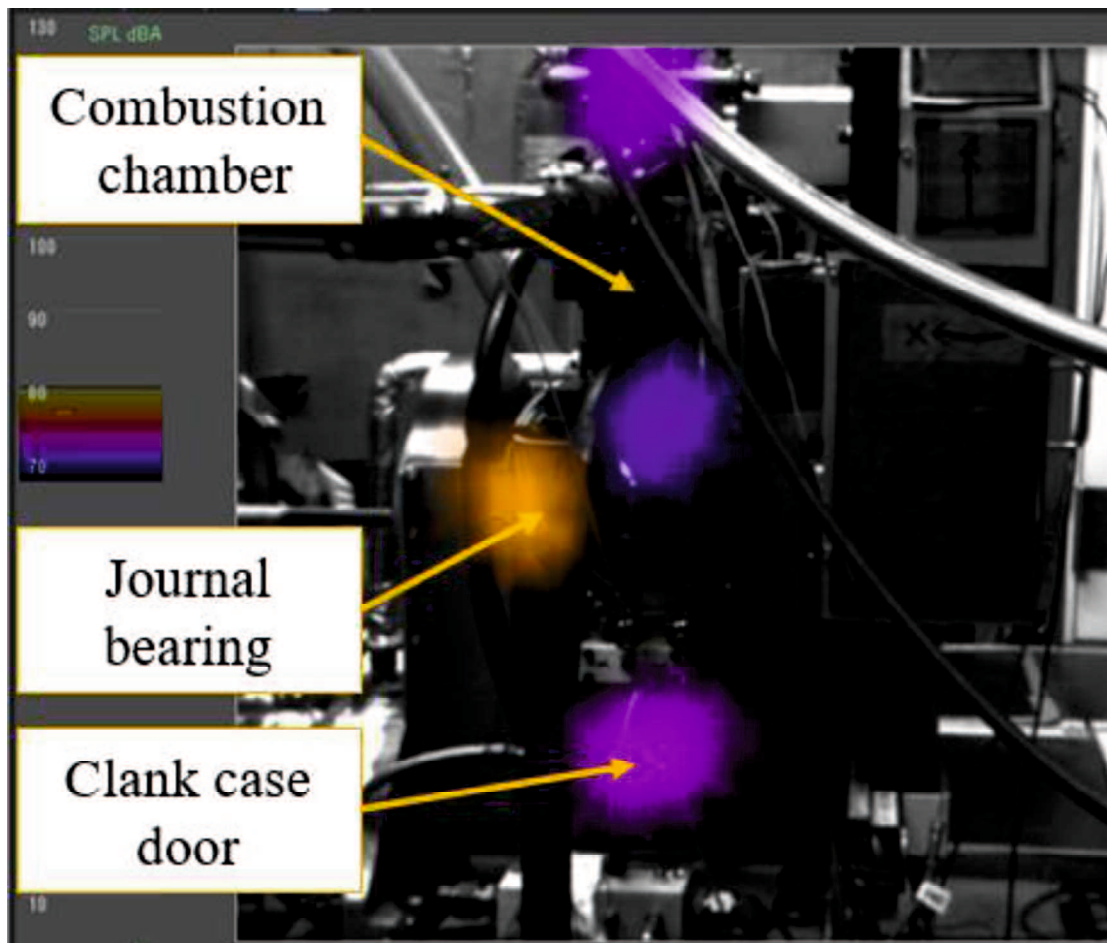 130
SPL dBA
Combustion
chamber
100
90
80
70
X
Journal
bearing
Clank case
door
10